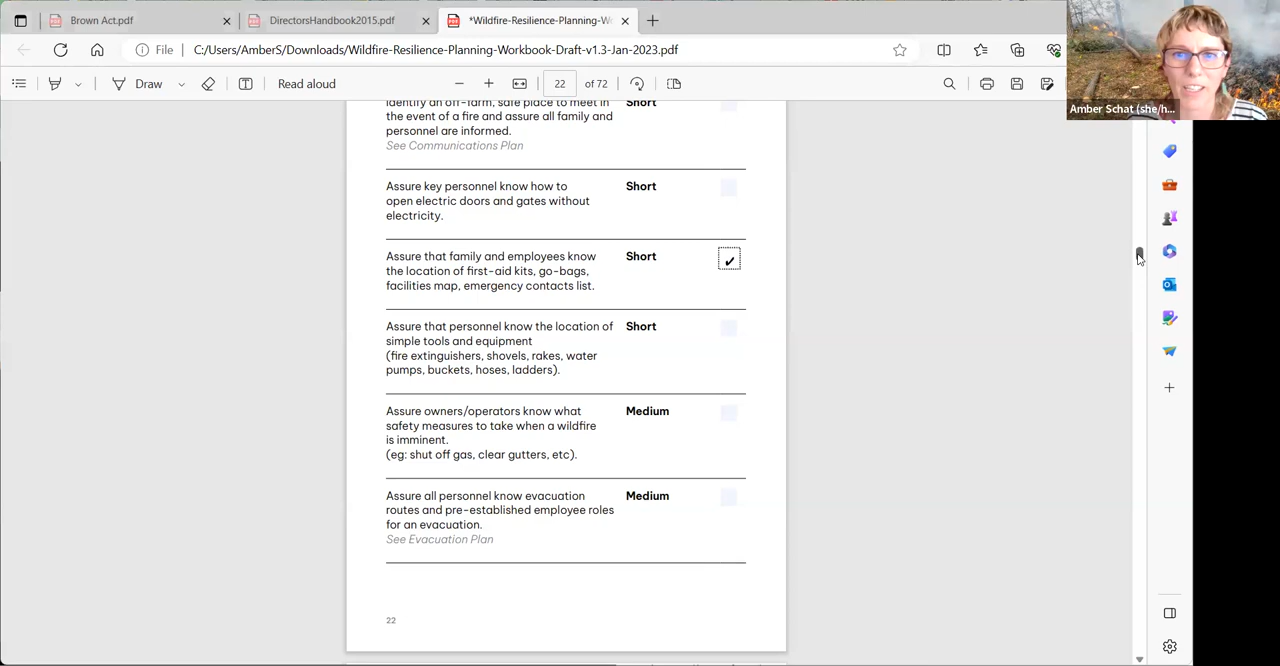 Brown Act.pdf
DirectorsHandbook2015.pdf
*Wildfire-Resilience-Planning-W
File
C:/Users/AmberS/Downloads/Wildfire-Resilience-Planning-Workbook-Draft-v1.3-Jan-2023.pdf
Draw
Read aloud
22
of 72
Amber Schat (she/h...
Identify an off-farm, safe place to meet in
Short
the event of a fire and assure all family and
personnel are informed.
See Communications Plan
Assure key personnel know how to
Short
open electric doors and gates without
electricity.
Assure that family and employees know
Short
the location of first-aid kits, go-bags,
facilities map, emergency contacts list.
Assure that personnel know the location of
Short
simple tools and equipment
(fire extinguishers, shovels, rakes, water
pumps, buckets, hoses, ladders).
Assure owners/operators know what
Medium
safety measures to take when a wildfire
is imminent.
(eg: shut off gas, clear gutters, etc).
Assure all personnel know evacuation
Medium
routes and pre-established employee roles
for an evacuation.
See Evacuation Plan
22